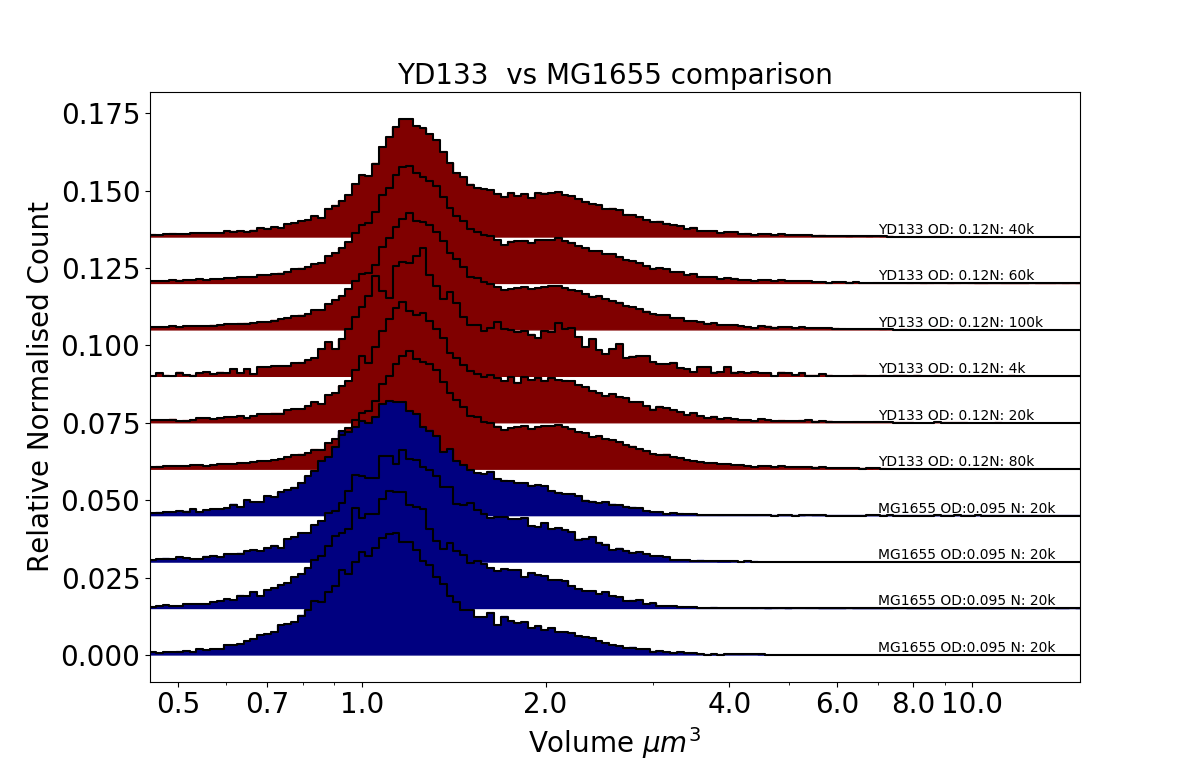 YD133  vs MG1655 comparison
Relative Normalised Count
0.175
0.150
0.125
0.100
0.075
0.050
0.025
0.000
YD133 OD: 0.12N: 40k
YD133 OD: 0.12N: 60k
YD133 OD: 0.12N: 100k
YD133 OD: 0.12N: 4k
YD133 OD: 0.12N: 20k
YD133 OD: 0.12N: 80k
MG1655 OD:0.095 N: 20k
MG1655 OD:0.095 N: 20k
MG1655 OD:0.095 N: 20k
MG1655 OD:0.095 N: 20k
0.5 0.7 1.0 2.0 4.0 6.0 8.0 10.0
Volume μm³